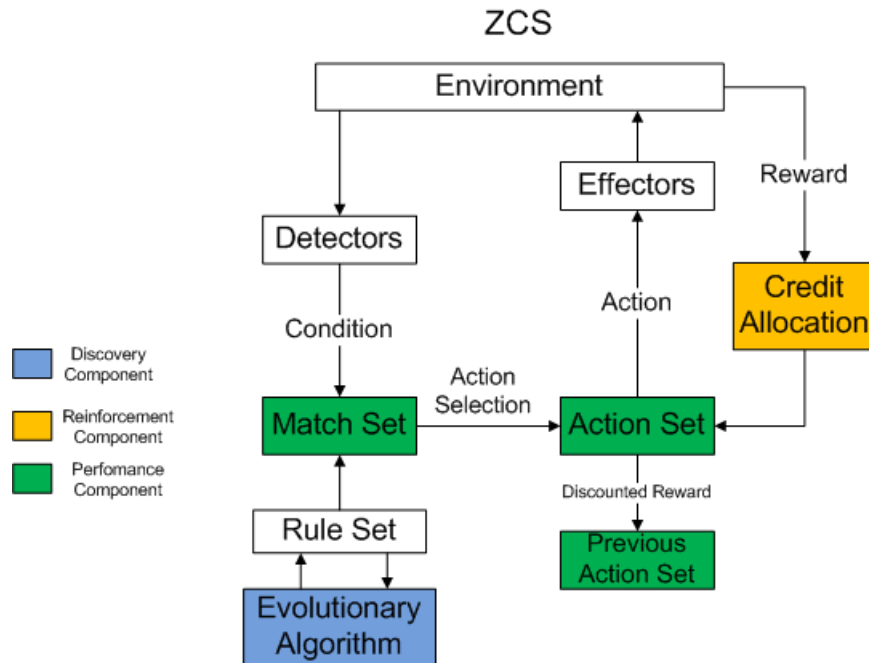 ZCS
Environment
Effectors
Reward
Detectors
Credit
Allocation
Action
Condition
Discovery
Component
Action
Selection
Reinforcement
Component
Match Set
Action Set
Perfomance
Component
Discounted Reward
Rule Set
Previous
Action Set
Evolutionary
Algorithm